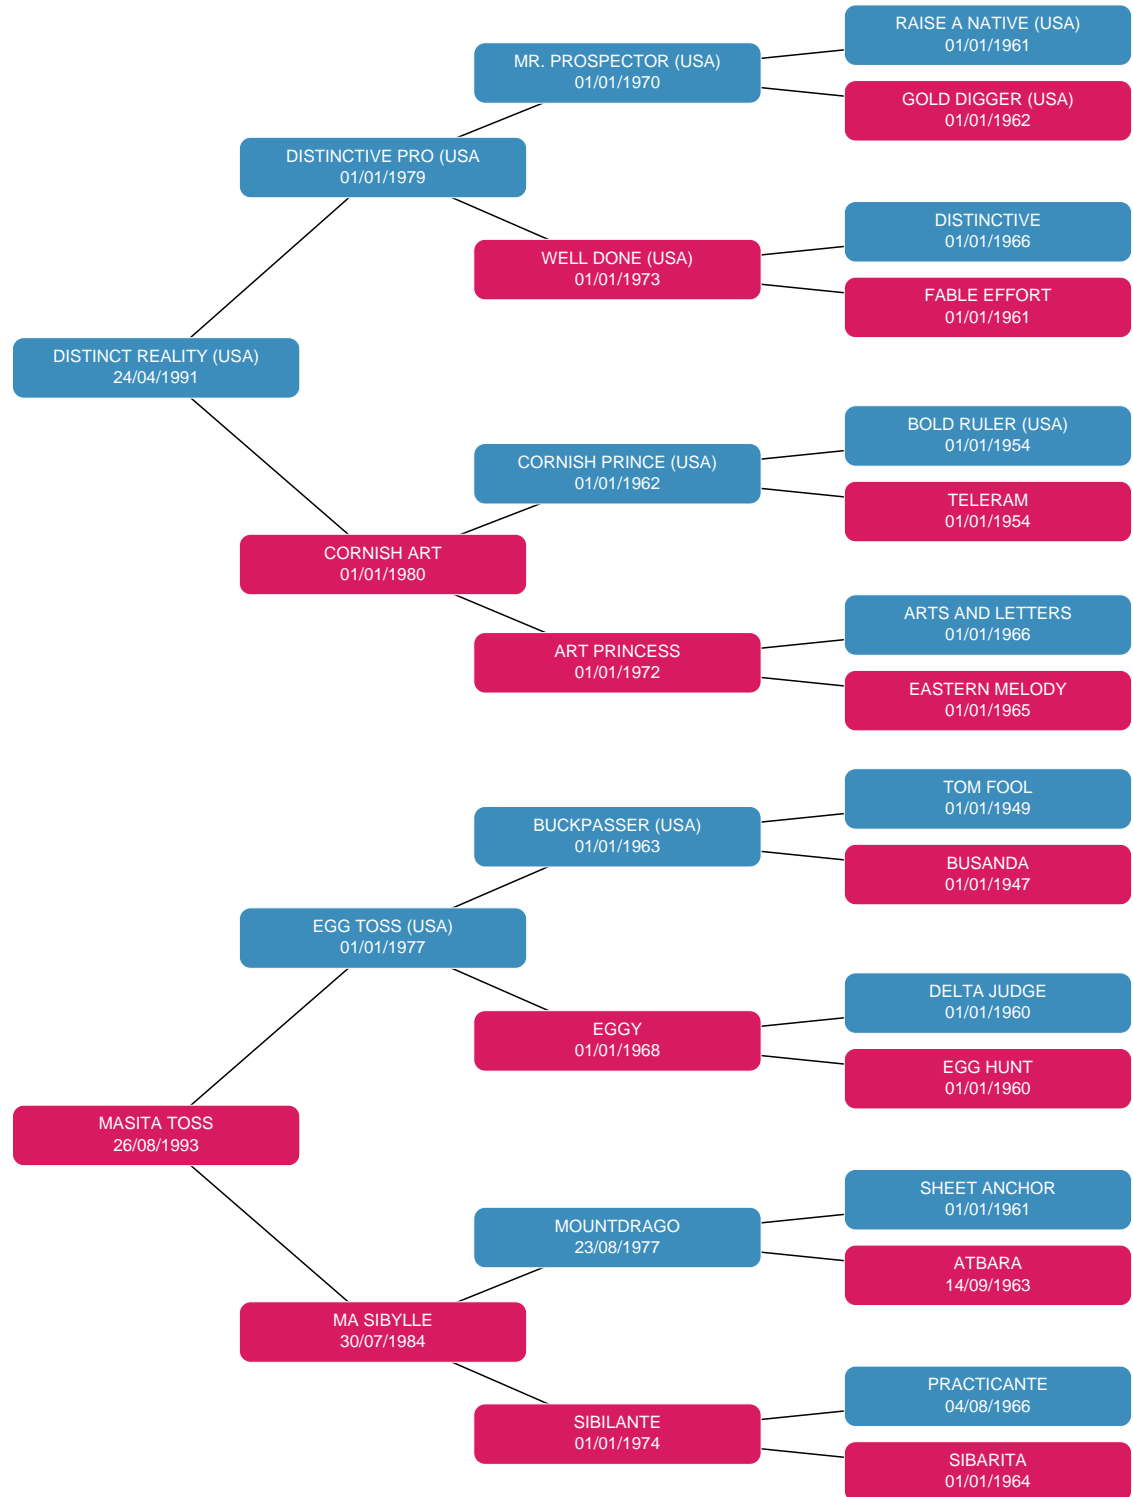 RAISE A NATIVE (USA)
01/01/1961
MR. PROSPECTOR (USA)
01/01/1970
GOLD DIGGER (USA)
01/01/1962
DISTINCTIVE PRO (USA
01/01/1979
DISTINCTIVE
01/01/1966
WELL DONE (USA)
01/01/1973
FABLE EFFORT
01/01/1961
DISTINCT REALITY (USA)
24/04/1991
BOLD RULER (USA)
01/01/1954
CORNISH PRINCE (USA)
01/01/1962
TELERAM
01/01/1954
CORNISH ART
01/01/1980
ARTS AND LETTERS
01/01/1966
ART PRINCESS
01/01/1972
EASTERN MELODY
01/01/1965
TOM FOOL
01/01/1949
BUCKPASSER (USA)
01/01/1963
BUSANDA
01/01/1947
EGG TOSS (USA)
01/01/1977
DELTA JUDGE
01/01/1960
EGGY
01/01/1968
EGG HUNT
01/01/1960
MASITA TOSS
26/08/1993
SHEET ANCHOR
01/01/1961
MOUNTDRAGO
23/08/1977
ATBARA
14/09/1963
MA SIBYLLE
30/07/1984
PRACTICANTE
04/08/1966
SIBILANTE
01/01/1974
SIBARITA
01/01/1964